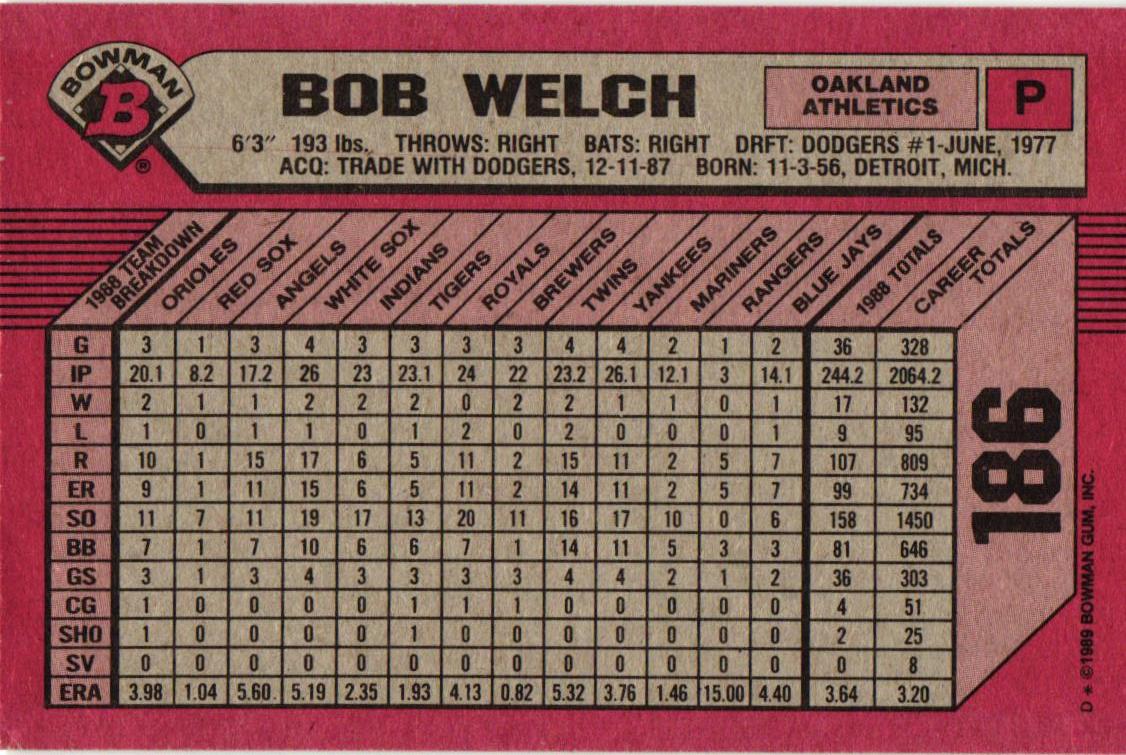 BOWMAN
B
®
BOB WELCH
OAKLAND
ATHLETICS
P
6'3" 193 lbs. THROWS: RIGHT BATS: RIGHT DRFT: DODGERS #1-JUNE, 1977
ACQ: TRADE WITH DODGERS, 12-11-87 BORN: 11-3-56, DETROIT, MICH.
1988 TEAM
BREAKDOWN
ORIOLES
RED SOX
ANGELS
WHITE SOX
INDIANS
TIGERS
ROYALS
BREWERS
TWINS
YANKEES
MARINERS
RANGERS
BLUE JAYS
1988 TOTALS
CAREER
TOTALS
G 3 1 3 4 3 3 3 3 4 4 2 1 2 36 328
IP 20.1 8.2 17.2 26 23 23.1 24 22 23.2 26.1 12.1 3 14.1 244.2 2064.2
W 2 1 1 2 2 2 0 2 2 1 1 0 1 17 132
L 1 0 1 1 0 1 2 0 2 0 0 0 1 9 95
R 10 1 15 17 6 5 11 2 15 11 2 5 7 107 809
ER 9 1 11 15 6 5 11 2 14 11 2 5 7 99 734
SO 11 7 11 19 17 13 20 11 16 17 10 0 6 158 1450
BB 7 1 7 10 6 6 7 1 14 11 5 3 3 81 646
GS 3 1 3 4 3 3 3 3 4 4 2 1 2 36 303
CG 1 0 0 0 0 1 1 1 0 0 0 0 0 4 51
SHO 1 0 0 0 0 1 0 0 0 0 0 0 0 2 25
SV 0 0 0 0 0 0 0 0 0 0 0 0 0 0 8
ERA 3.98 1.04 5.60 5.19 2.35 1.93 4.13 0.82 5.32 3.76 1.46 15.00 4.40 3.64 3.20
186
D * ©1989 BOWMAN GUM, INC.